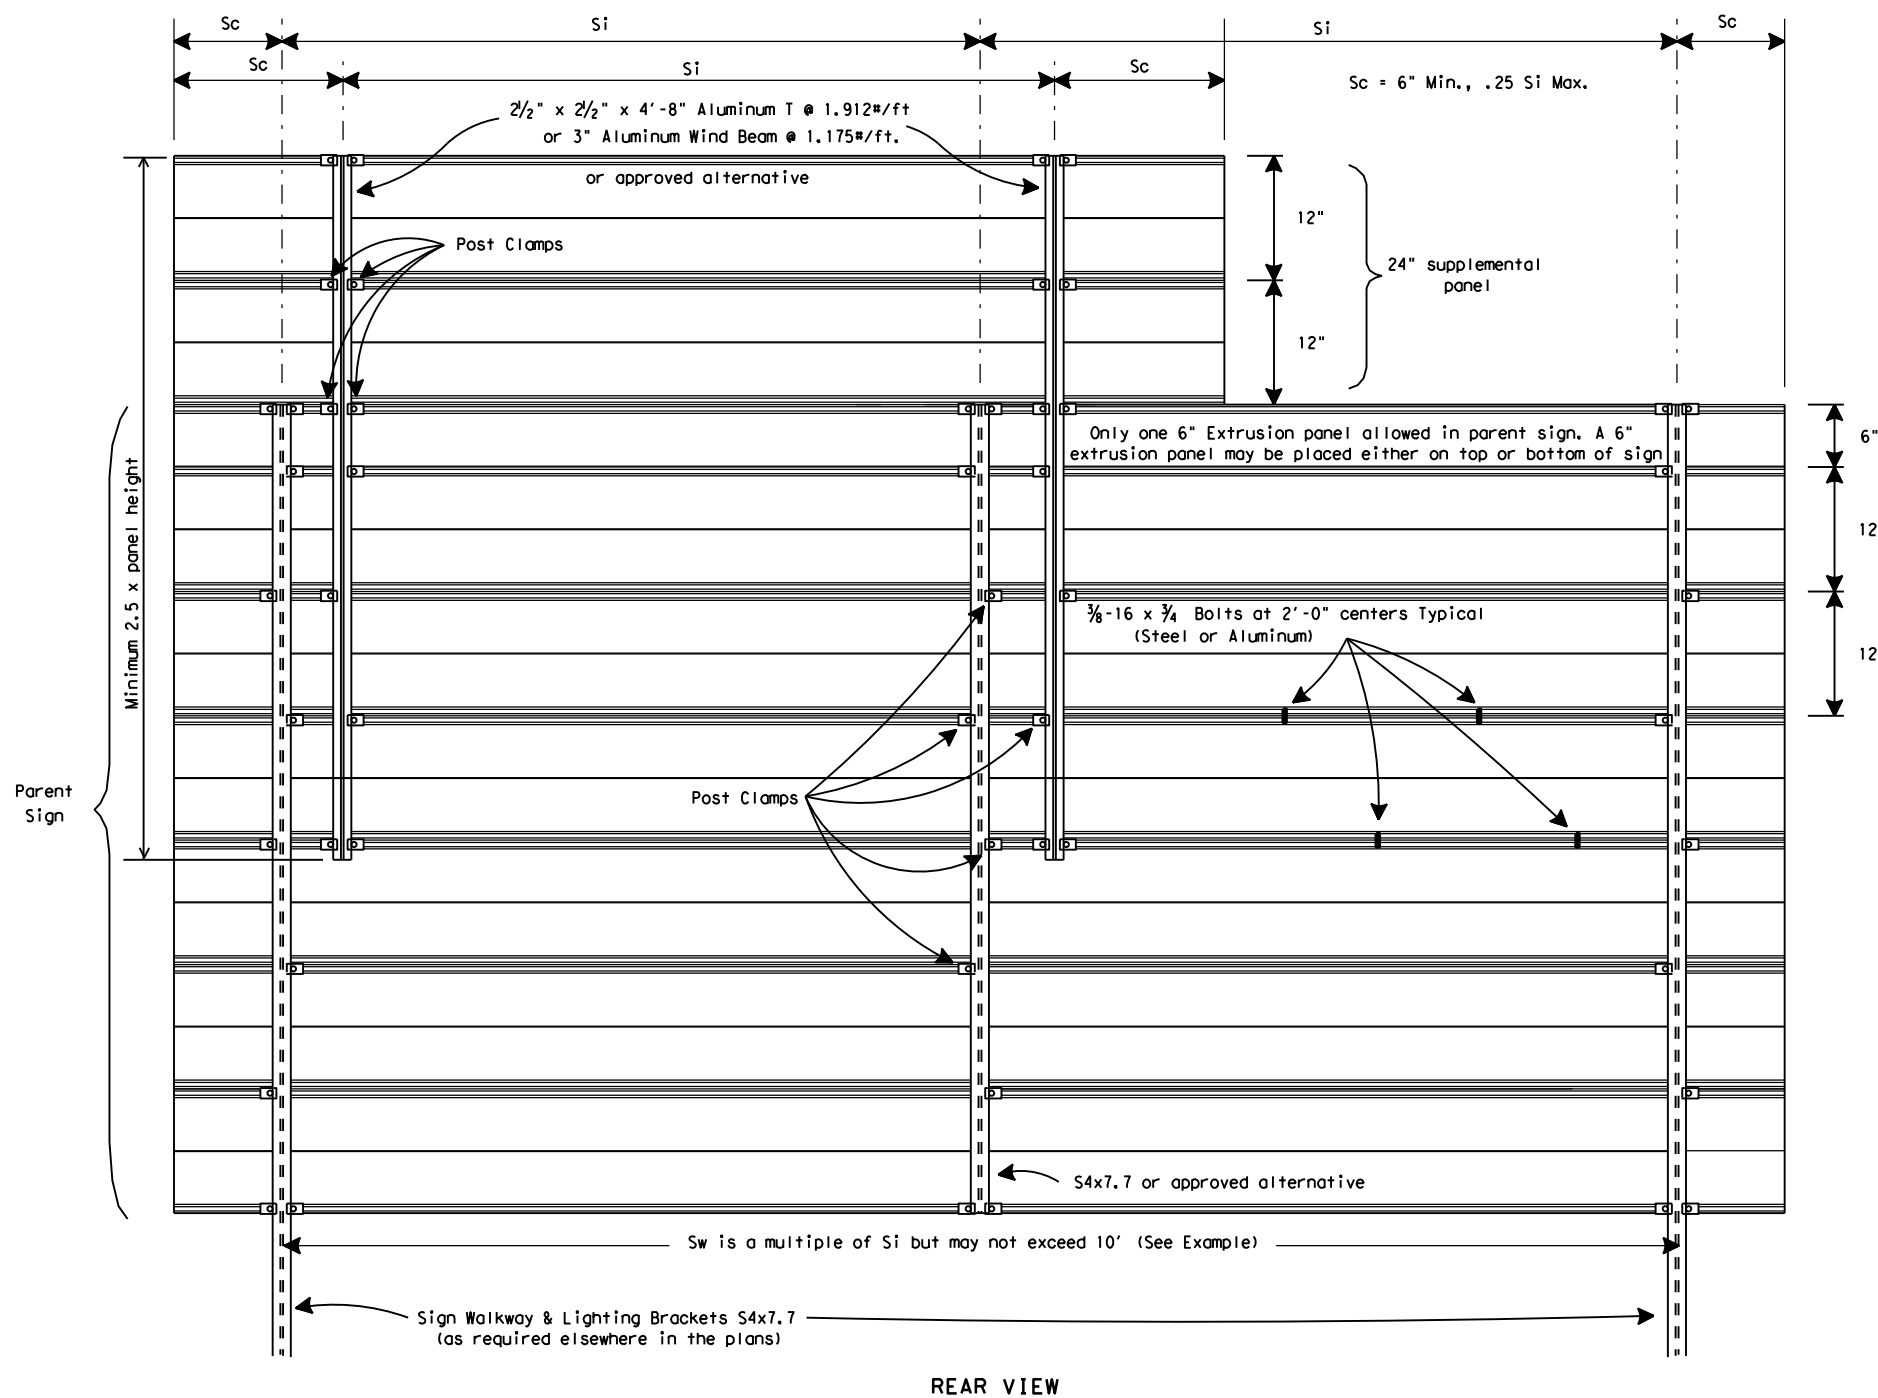 Sc
Si
Si
Sc
Sc
Si
Sc
Sc = 6" Min., .25 Si Max.
2½" x 2½" x 4'-8" Aluminum T @ 1.912#/ft
or 3" Aluminum Wind Beam @ 1.175#/ft.
or approved alternative
12"
Post Clamps
24" supplemental
panel
12"
Only one 6" Extrusion panel allowed in parent sign. A 6"
extrusion panel may be placed either on top or bottom of sign
6"
Minimum 2.5 x panel height
12
⅜-16 x ¾ Bolts at 2'-0" centers Typical
(Steel or Aluminum)
12
Parent
Sign
Post Clamps
S4x7.7 or approved alternative
Sw is a multiple of Si but may not exceed 10' (See Example)
Sign Walkway & Lighting Brackets S4x7.7
(as required elsewhere in the plans)
REAR VIEW